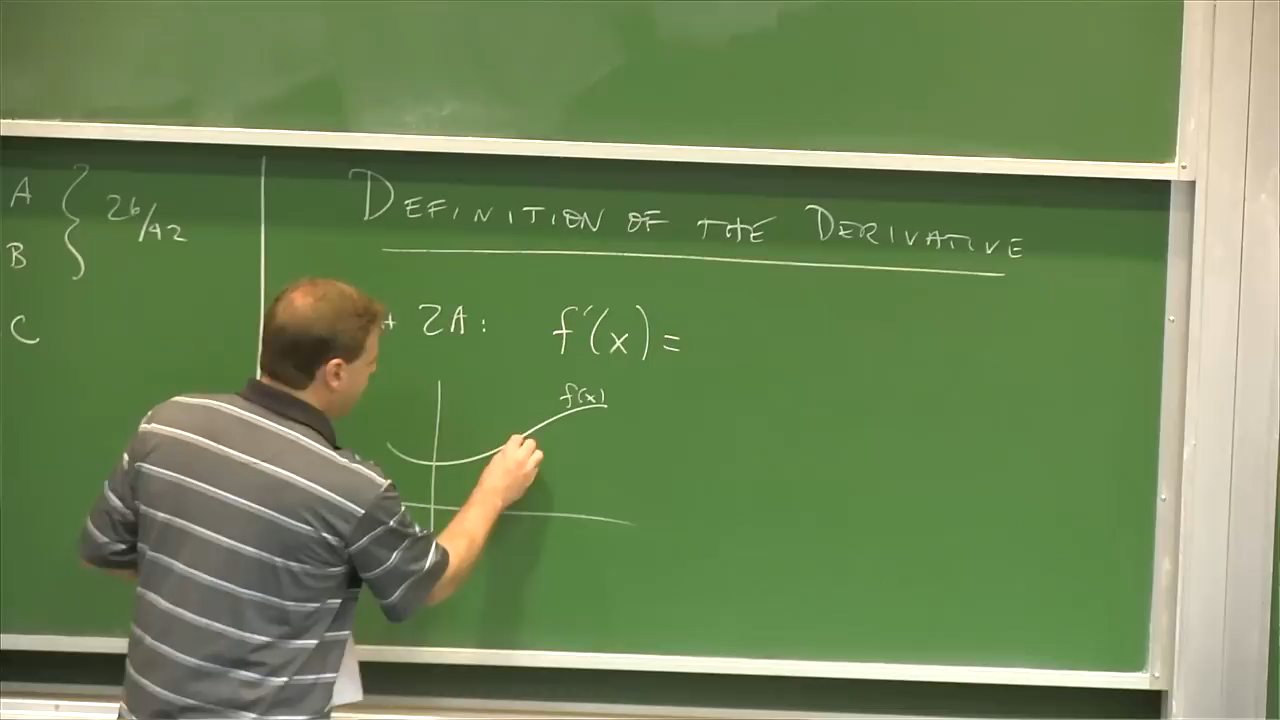 A
B
26/42
C
DEFINITION OF THE DERIVATIVE
2A: f'(x) =
f(x)